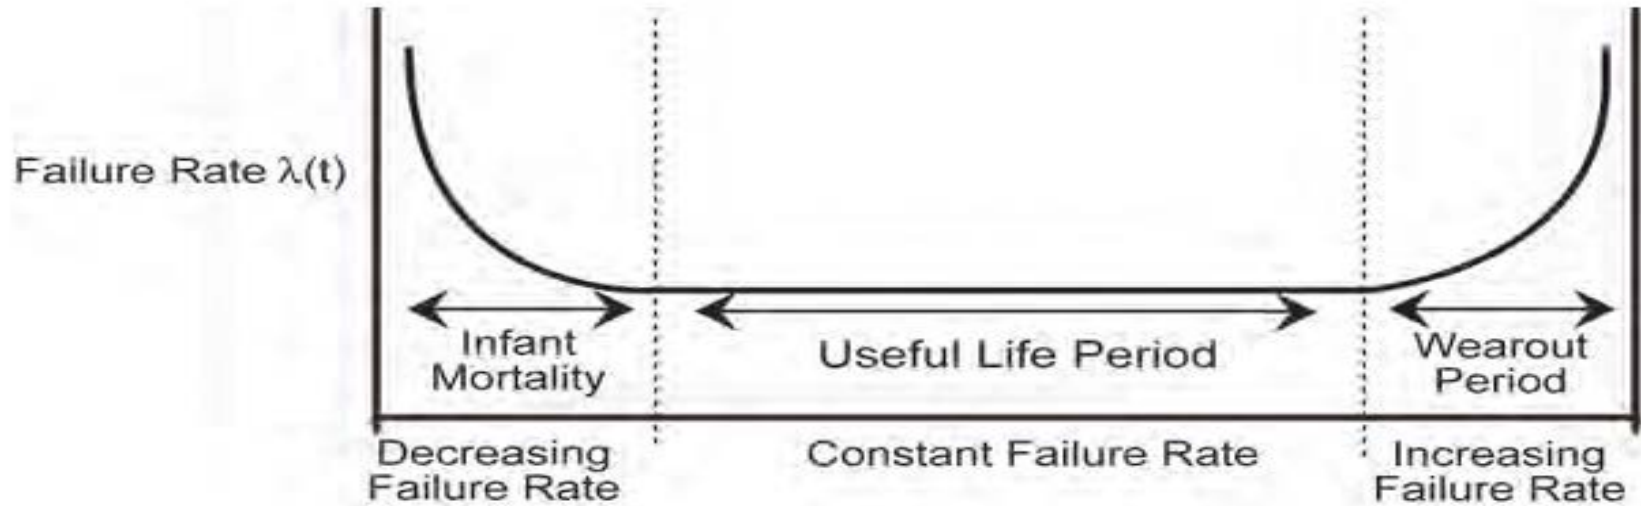 Failure Rate λ(t)
Infant
Mortality
Useful Life Period
Wearout
Period
Decreasing
Failure Rate
Constant Failure Rate
Increasing
Failure Rate